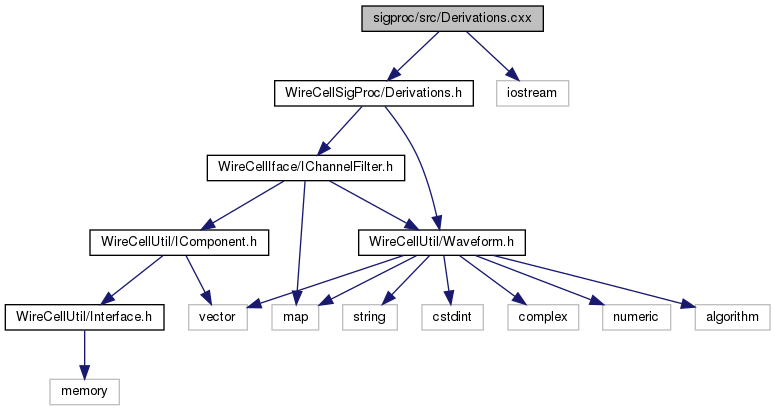 sigproc/src/Derivations.cxx
WireCellSigProc/Derivations.h
iostream
WireCellIface/IChannelFilter.h
WireCellUtil/IComponent.h
WireCellUtil/Waveform.h
WireCellUtil/Interface.h
vector
map
string
cstdint
complex
numeric
algorithm
memory